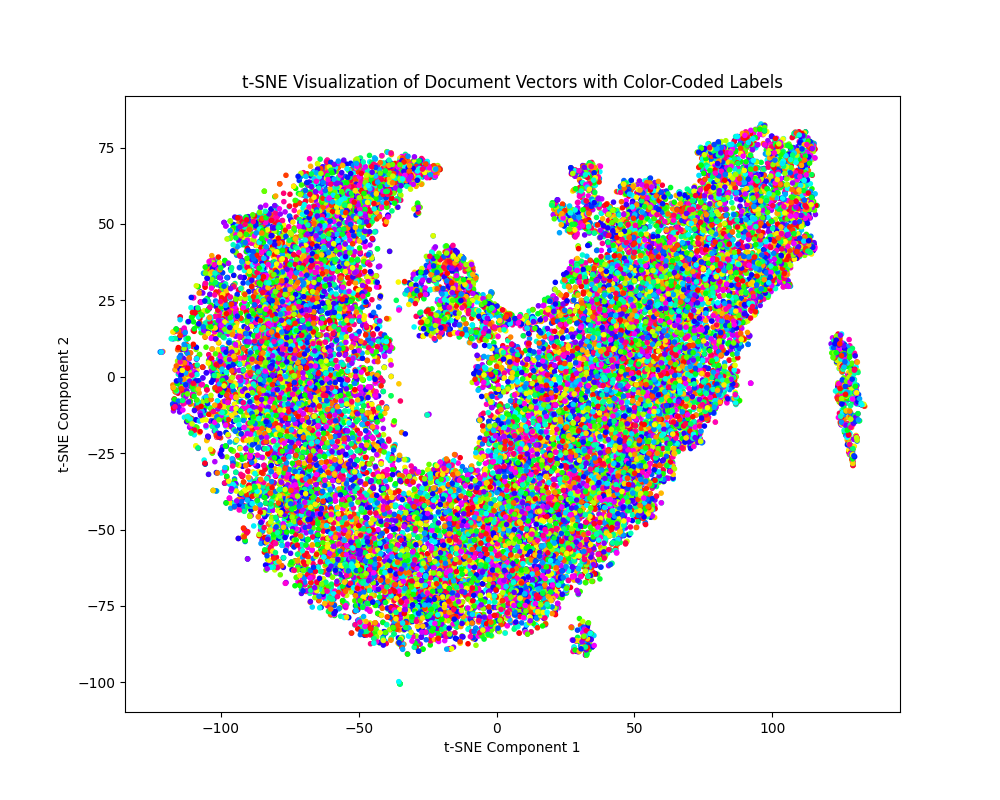 t-SNE Visualization of Document Vectors with Color-Coded Labels
75
50
25
0
−25
−50
−75
−100
t-SNE Component 2
−100 −50 0 50 100
t-SNE Component 1